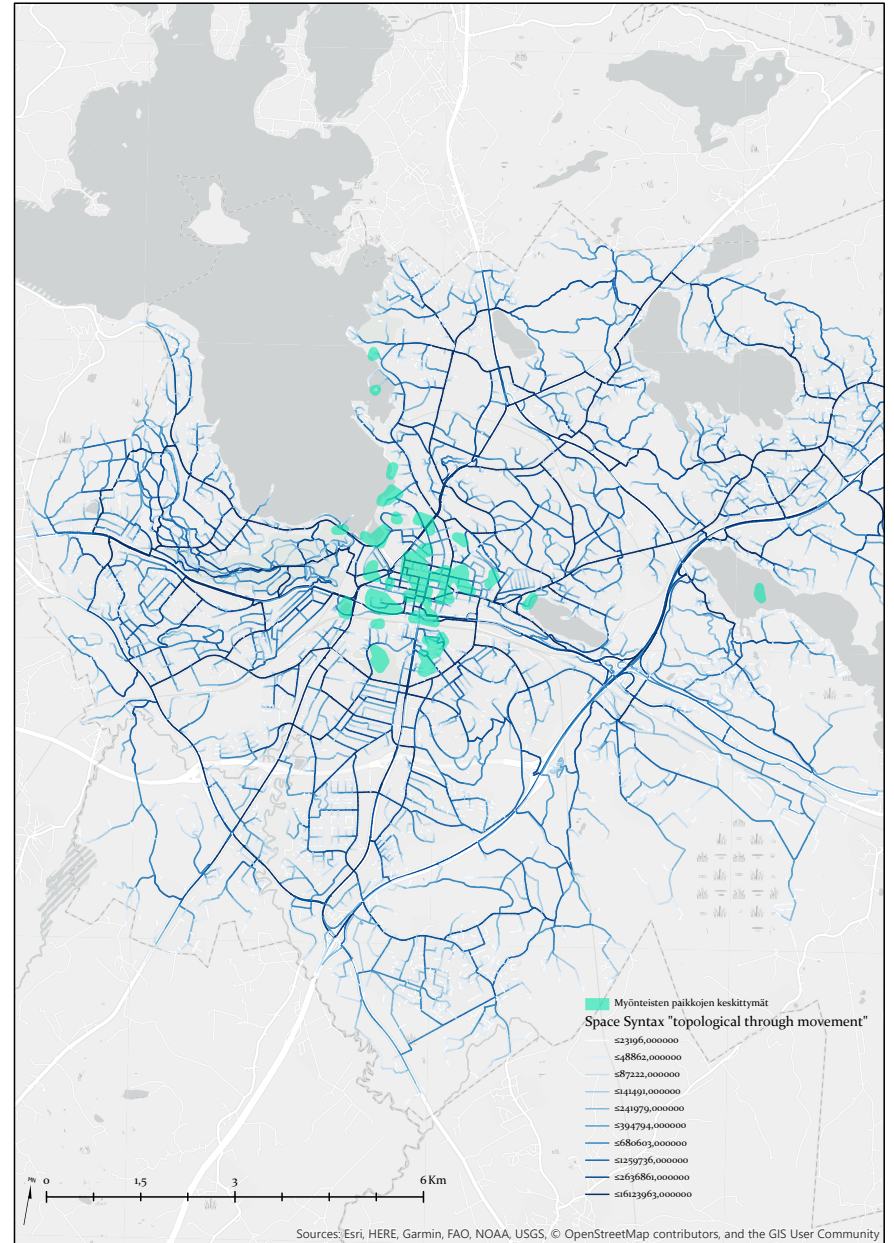 Myönteisten paikkojen keskittymät
Space Syntax "topological through movement"
≤23196,000000
≤48862,000000
≤87222,000000
≤141491,000000
≤241979,000000
≤394794,000000
≤680603,000000
≤1259736,000000
≤2636861,000000
≤16123963,000000
MN
0 1,5 3 6 Km
Sources: Esri, HERE, Garmin, FAO, NOAA, USGS, © OpenStreetMap contributors, and the GIS User Community